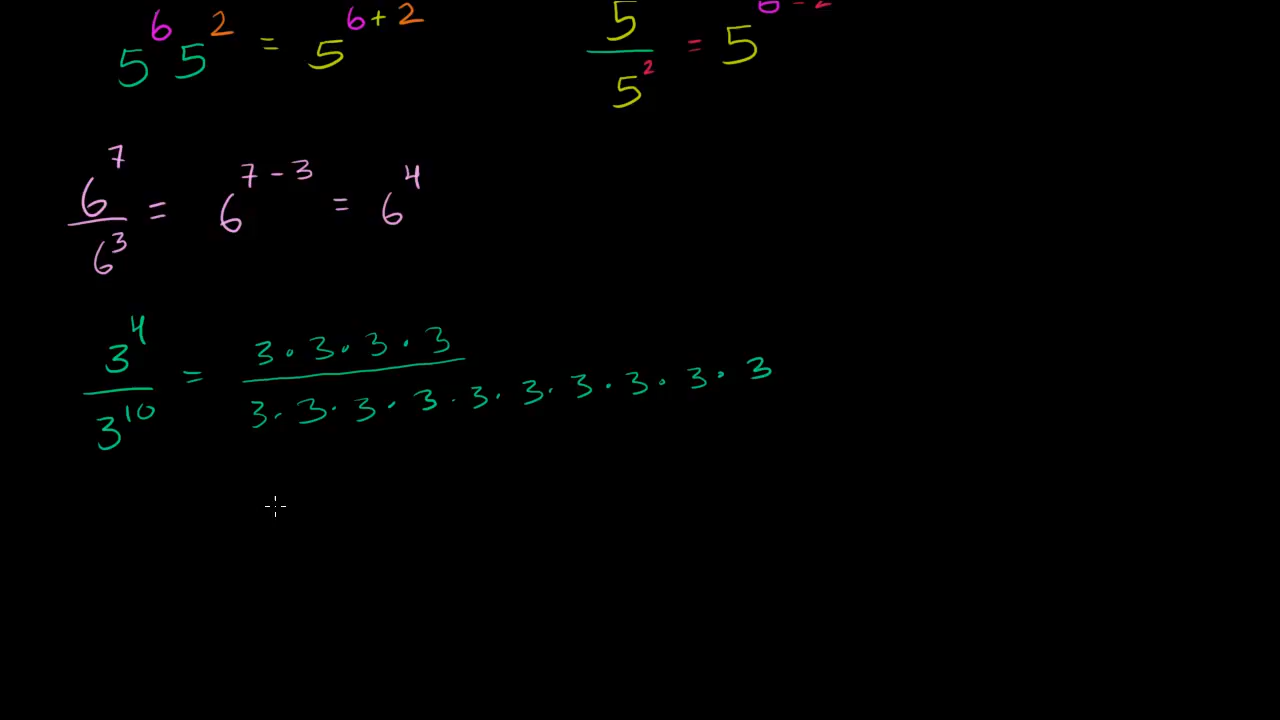 5^6 5^2 = 5^{6+2}
5/5^2 = 5^{6-2}
6^7/6^3 = 6^{7-3} = 6^4
3^4/3^10 = 3·3·3·3/3·3·3·3·3·3·3·3·3·3